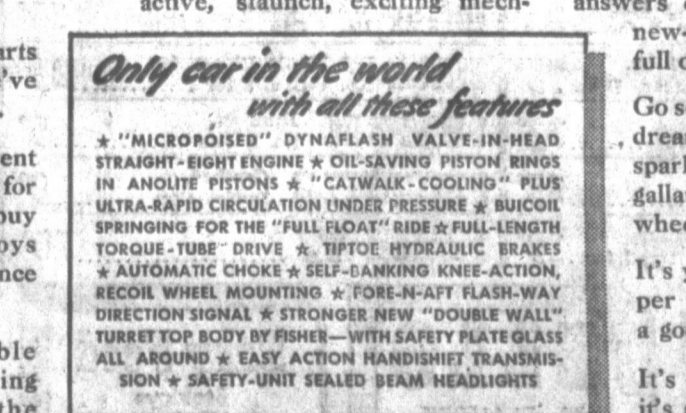 active, staunch, exciting mech-
answers
arts
've
ent
for
buy
oys
nce
ble
ing
the
Only car in the world
with all these features
★ "MICROPOISED" DYNAFLASH VALVE-IN-HEAD
STRAIGHT-EIGHT ENGINE ★ OIL-SAVING PISTON RINGS
IN ANOLITE PISTONS ★ "CATWALK-COOLING" PLUS
ULTRA-RAPID CIRCULATION UNDER PRESSURE ★ BUICOIL
SPRINGING FOR THE "FULL FLOAT" RIDE ★ FULL-LENGTH
TORQUE-TUBE DRIVE ★ TIPTOE HYDRAULIC BRAKES
★ AUTOMATIC CHOKE ★ SELF-BANKING KNEE-ACTION,
RECOIL WHEEL MOUNTING ★ FORE-N-AFT FLASH-WAY
DIRECTION SIGNAL ★ STRONGER NEW "DOUBLE WALL"
TURRET TOP BODY BY FISHER—WITH SAFETY PLATE GLASS
ALL AROUND ★ EASY ACTION HANDISHIFT TRANSMIS-
SION ★ SAFETY-UNIT SEALED BEAM HEADLIGHTS
new-
full
Go s
drea
spar
galla
whee
It's y
per
a go
It's
it's